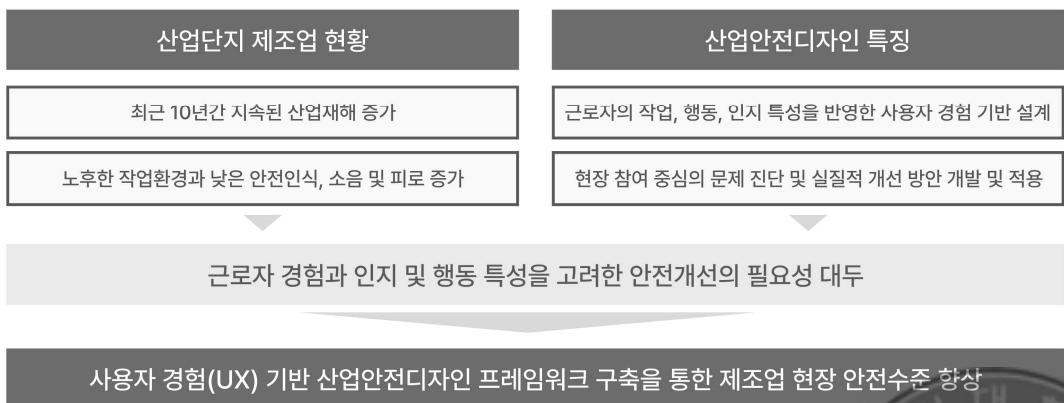 산업단지 제조업 현황
산업안전디자인 특징
최근 10년간 지속된 산업재해 증가
근로자의 작업, 행동, 인지 특성을 반영한 사용자 경험 기반 설계
노후한 작업환경과 낮은 안전인식, 소음 및 피로 증가
현장 참여 중심의 문제 진단 및 실질적 개선 방안 개발 및 적용
근로자 경험과 인지 및 행동 특성을 고려한 안전개선의 필요성 대두
사용자 경험(UX) 기반 산업안전디자인 프레임워크 구축을 통한 제조업 현장 안전수준 향상